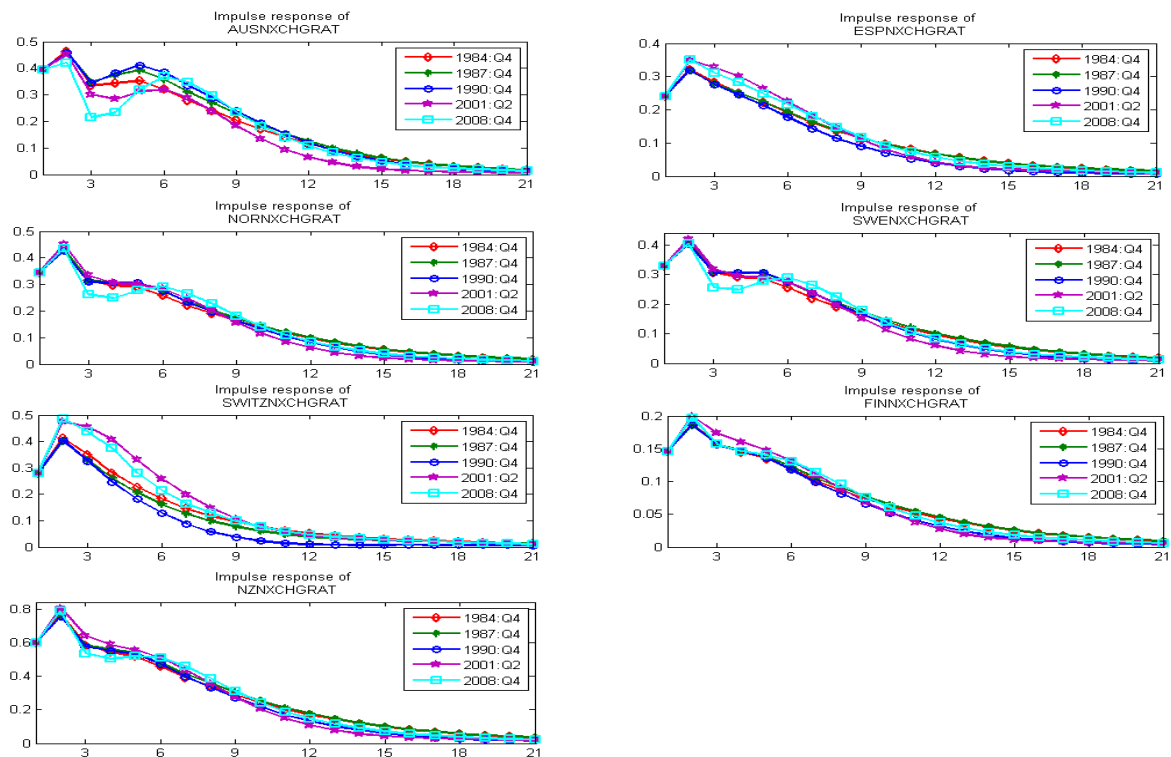 Impulse response of
AUSNXCHGRAT
0.5
0.4
0.3
0.2
0.1
0
3 6 9 12 15 18 21
1984:Q4
1987:Q4
1990:Q4
2001:Q2
2008:Q4
Impulse response of
ESPNXCHGRAT
0.4
0.3
0.2
0.1
0
3 6 9 12 15 18 21
1984:Q4
1987:Q4
1990:Q4
2001:Q2
2008:Q4
Impulse response of
NORNXCHGRAT
0.5
0.4
0.3
0.2
0.1
0
3 6 9 12 15 18 21
1984:Q4
1987:Q4
1990:Q4
2001:Q2
2008:Q4
Impulse response of
SWENXCHGRAT
0.4
0.3
0.2
0.1
0
3 6 9 12 15 18 21
1984:Q4
1987:Q4
1990:Q4
2001:Q2
2008:Q4
Impulse response of
SWITZNXCHGRAT
0.5
0.4
0.3
0.2
0.1
0
3 6 9 12 15 18 21
1984:Q4
1987:Q4
1990:Q4
2001:Q2
2008:Q4
Impulse response of
FINNXCHGRAT
0.2
0.15
0.1
0.05
0
3 6 9 12 15 18 21
1984:Q4
1987:Q4
1990:Q4
2001:Q2
2008:Q4
Impulse response of
NZNXCHGRAT
0.8
0.6
0.4
0.2
0
3 6 9 12 15 18 21
1984:Q4
1987:Q4
1990:Q4
2001:Q2
2008:Q4